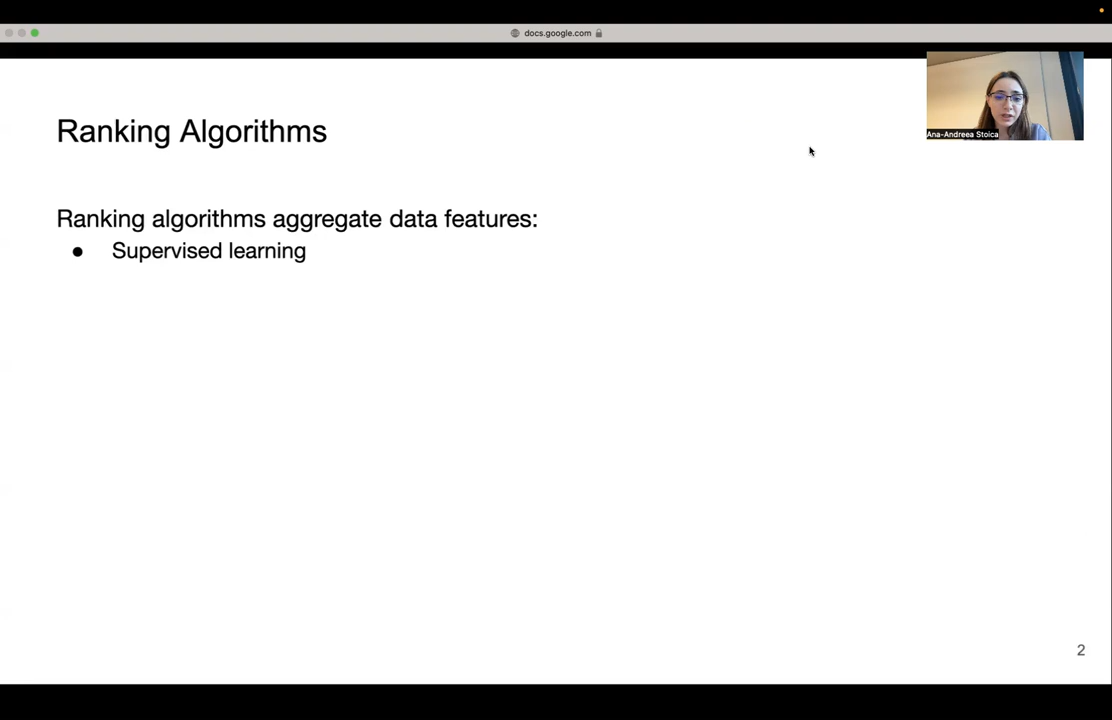 docs.google.com
Ana-Andreea Stoica
Ranking Algorithms
Ranking algorithms aggregate data features:
● Supervised learning
2